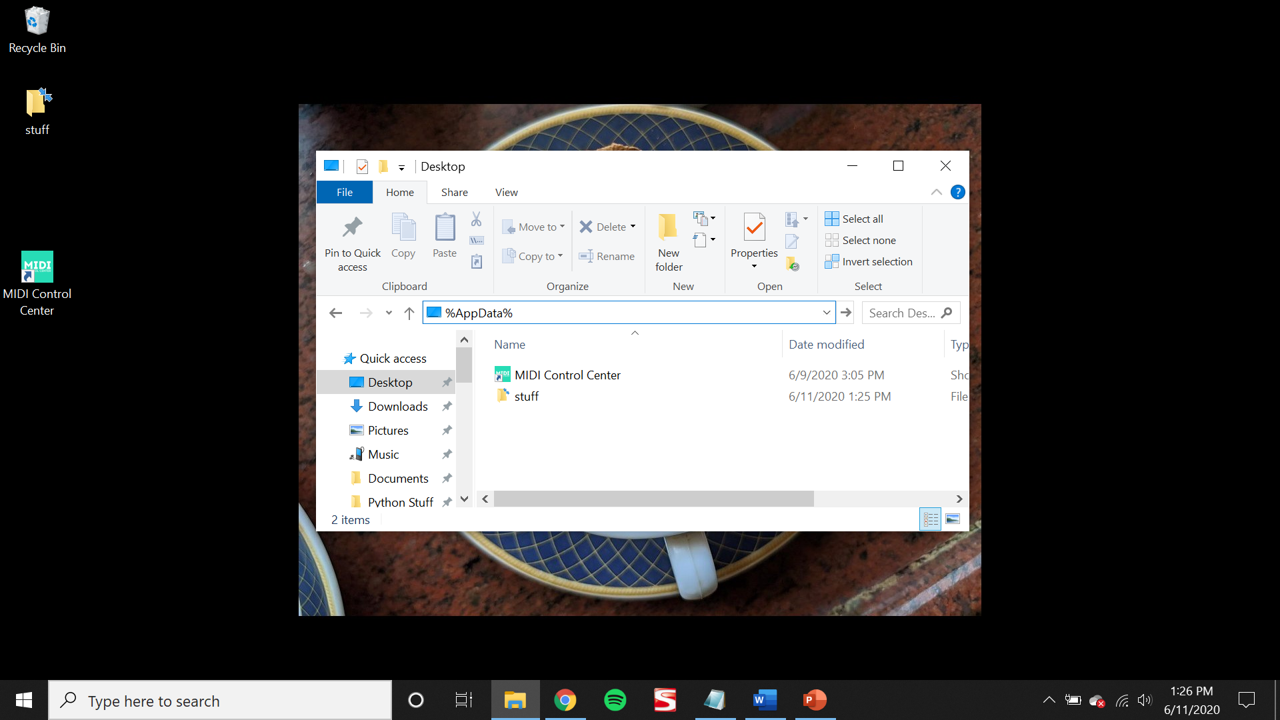 Recycle Bin
stuff
MIDI
MIDI Control
Center
Desktop
File Home Share View
Pin to Quick
access
Copy
Paste
Move to
Copy to
Delete
Rename
New
folder
Properties
Select all
Select none
Invert selection
Clipboard Organize New Open Select
%AppData%
Search Des...
Quick access
Desktop
Downloads
Pictures
Music
Documents
Python Stuff
Name Date modified Typ
MIDI Control Center 6/9/2020 3:05 PM Sho
stuff 6/11/2020 1:25 PM File
2 items
Type here to search
1:26 PM
6/11/2020